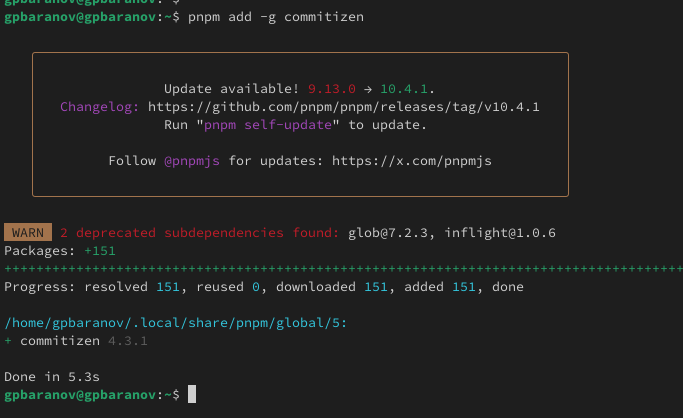 gpbaranov@gpbaranov:~$
gpbaranov@gpbaranov:~$ pnpm add -g commitizen
Update available! 9.13.0 → 10.4.1.
Changelog: https://github.com/pnpm/pnpm/releases/tag/v10.4.1
Run "pnpm self-update" to update.
Follow @pnpmjs for updates: https://x.com/pnpmjs
WARN 2 deprecated subdependencies found: glob@7.2.3, inflight@1.0.6
Packages: +151
+++++++++++++++++++++++++++++++++++++++++++++++++++++++++++++++++++++++++++++++++++++
Progress: resolved 151, reused 0, downloaded 151, added 151, done
/home/gpbaranov/.local/share/pnpm/global/5:
+ commitizen 4.3.1
Done in 5.3s
gpbaranov@gpbaranov:~$